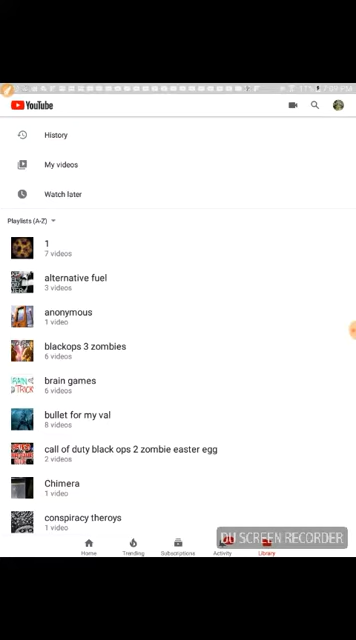 YouTube
History
My videos
Watch later
Playlists (A-Z)
1
7 videos
alternative fuel
3 videos
anonymous
1 video
blackops 3 zombies
6 videos
brain games
6 videos
bullet for my val
8 videos
call of duty black ops 2 zombie easter egg
2 videos
Chimera
1 video
conspiracy theroys
1 video
DU SCREEN RECORDER
Home
Trending
Subscriptions
Activity
Library